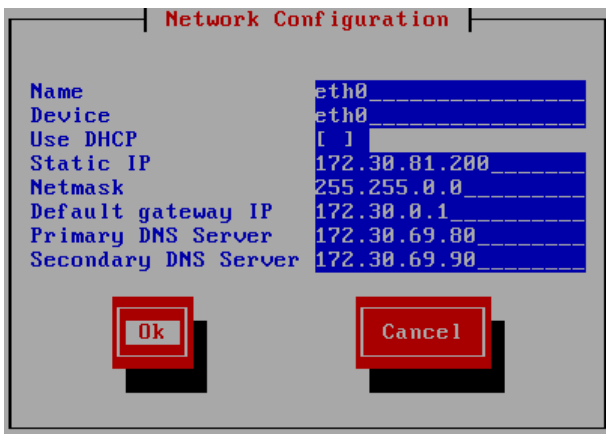 Network Configuration
Name eth0
Device eth0
Use DHCP [ ]
Static IP 172.30.81.200
Netmask 255.255.0.0
Default gateway IP 172.30.0.1
Primary DNS Server 172.30.69.80
Secondary DNS Server 172.30.69.90
Ok Cancel